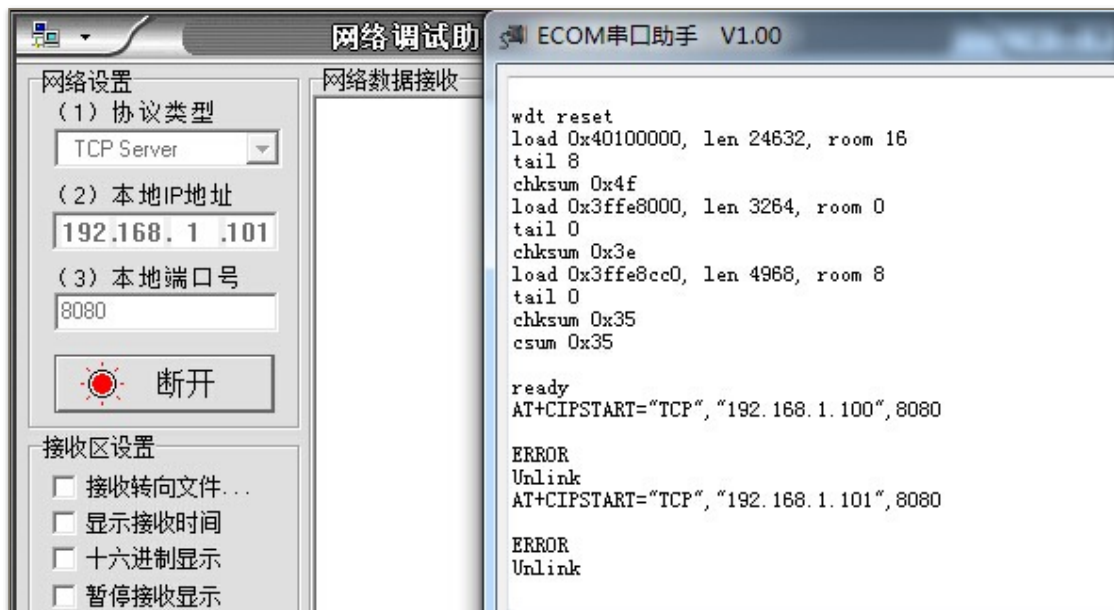 网络调试助
网络设置
（1）协议类型
TCP Server
（2）本地IP地址
192.168. 1 .101
（3）本地端口号
8080
断开
接收区设置
接收转向文件...
显示接收时间
十六进制显示
暂停接收显示
网络数据接收
ECOM串口助手 V1.00
wdt reset
load 0x40100000, len 24632, room 16
tail 8
chksum 0x4f
load 0x3ffe8000, len 3264, room 0
tail 0
chksum 0x3e
load 0x3ffe8cc0, len 4968, room 8
tail 0
chksum 0x35
csum 0x35
ready
AT+CIPSTART="TCP","192.168.1.100",8080
ERROR
Unlink
AT+CIPSTART="TCP","192.168.1.101",8080
ERROR
Unlink